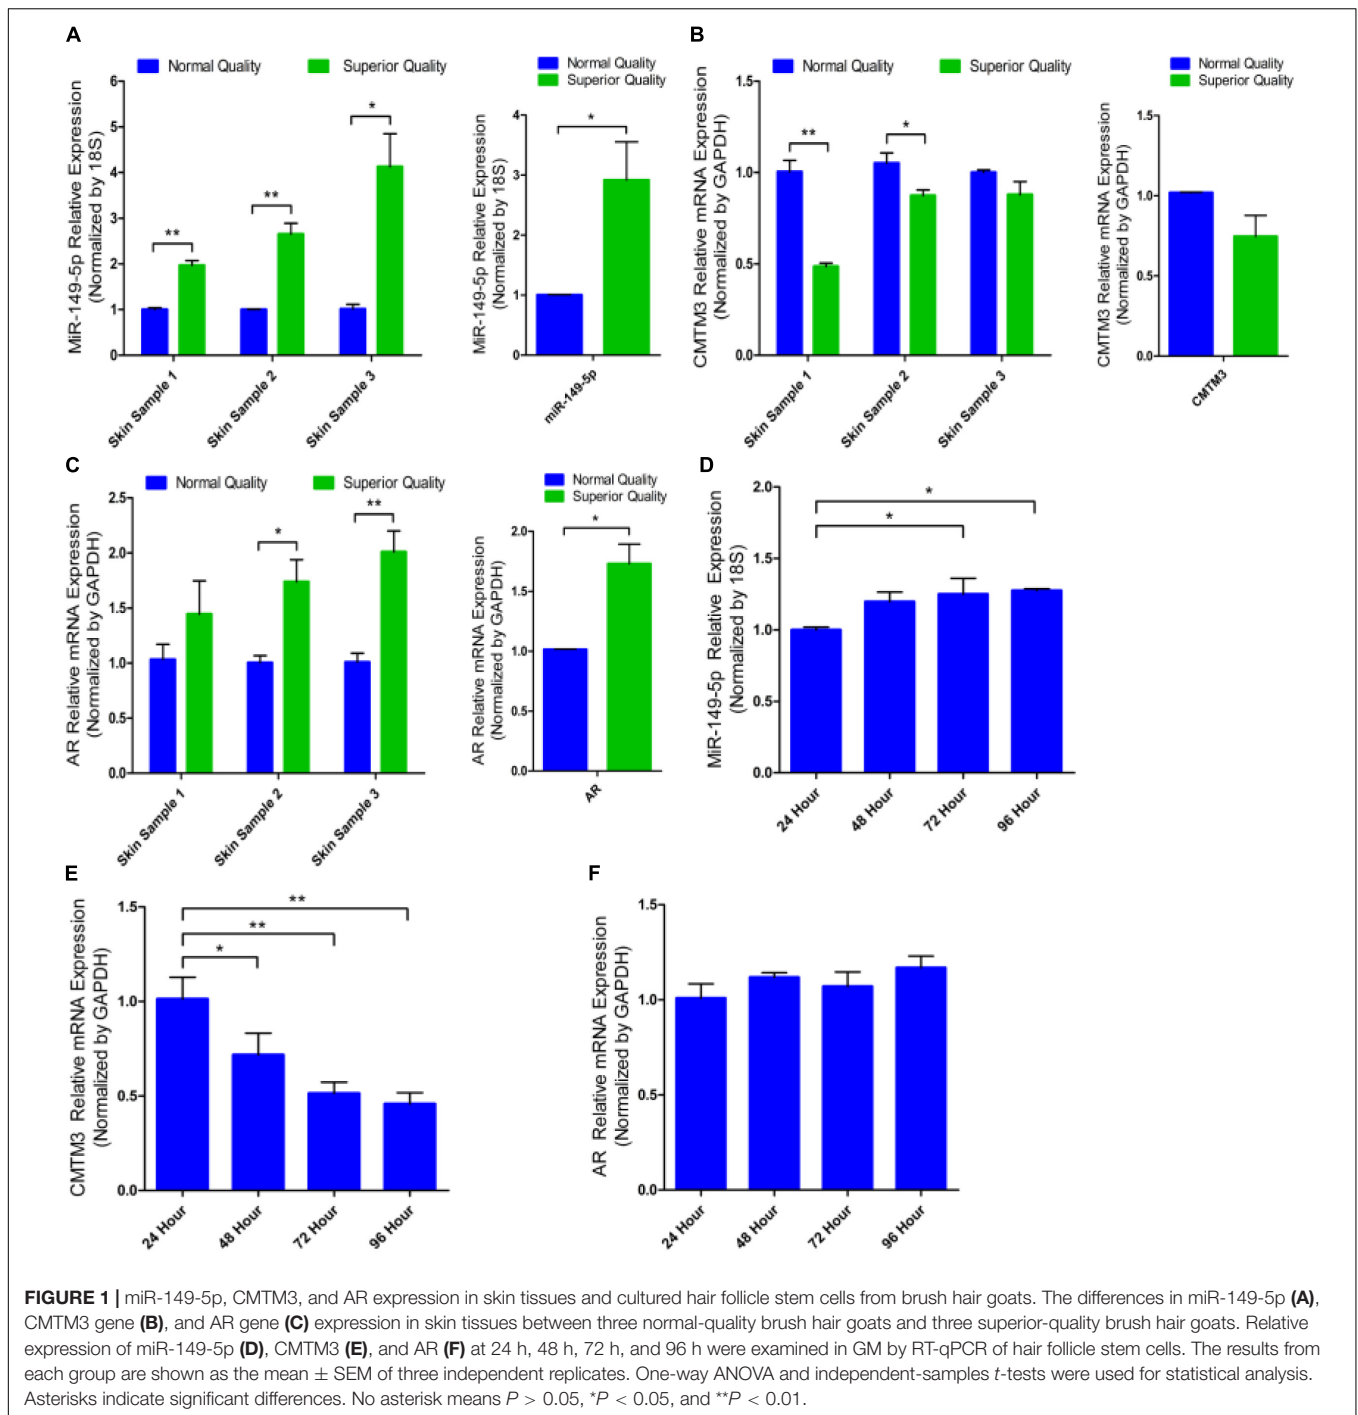 A
Normal Quality
Superior Quality
MiR-149-5p Relative Expression
(Normalized by 18S)
6
5
4
3
2
1
0
**
**
*
Skin Sample 1
Skin Sample 2
Skin Sample 3
Normal Quality
Superior Quality
MiR-149-5p Relative Expression
(Normalized by 18S)
4
3
2
1
0
*
miR-149-5p
B
Normal Quality
Superior Quality
CMTM3 Relative mRNA Expression
(Normalized by GAPDH)
1.5
1.0
0.5
0.0
**
*
Skin Sample 1
Skin Sample 2
Skin Sample 3
Normal Quality
Superior Quality
CMTM3 Relative mRNA Expression
(Normalized by GAPDH)
1.5
1.0
0.5
0.0
CMTM3
C
Normal Quality
Superior Quality
AR Relative mRNA Expression
(Normalized by GAPDH)
2.5
2.0
1.5
1.0
0.5
0.0
*
**
Skin Sample 1
Skin Sample 2
Skin Sample 3
Normal Quality
Superior Quality
AR Relative mRNA Expression
(Normalized by GAPDH)
2.0
1.5
1.0
0.5
0.0
*
AR
D
MiR-149-5p Relative Expression
(Normalized by 18S)
2.0
1.5
1.0
0.5
0.0
*
*
24 Hour
48 Hour
72 Hour
96 Hour
E
CMTM3 Relative mRNA Expression
(Normalized by GAPDH)
1.5
1.0
0.5
0.0
**
**
*
24 Hour
48 Hour
72 Hour
96 Hour
F
AR Relative mRNA Expression
(Normalized by GAPDH)
1.5
1.0
0.5
0.0
24 Hour
48 Hour
72 Hour
96 Hour
FIGURE 1 | miR-149-5p, CMTM3, and AR expression in skin tissues and cultured hair follicle stem cells from brush hair goats. The differences in miR-149-5p (A),
CMTM3 gene (B), and AR gene (C) expression in skin tissues between three normal-quality brush hair goats and three superior-quality brush hair goats. Relative
expression of miR-149-5p (D), CMTM3 (E), and AR (F) at 24 h, 48 h, 72 h, and 96 h were examined in GM by RT-qPCR of hair follicle stem cells. The results from
each group are shown as the mean ± SEM of three independent replicates. One-way ANOVA and independent-samples t-tests were used for statistical analysis.
Asterisks indicate significant differences. No asterisk means P > 0.05, *P < 0.05, and **P < 0.01.